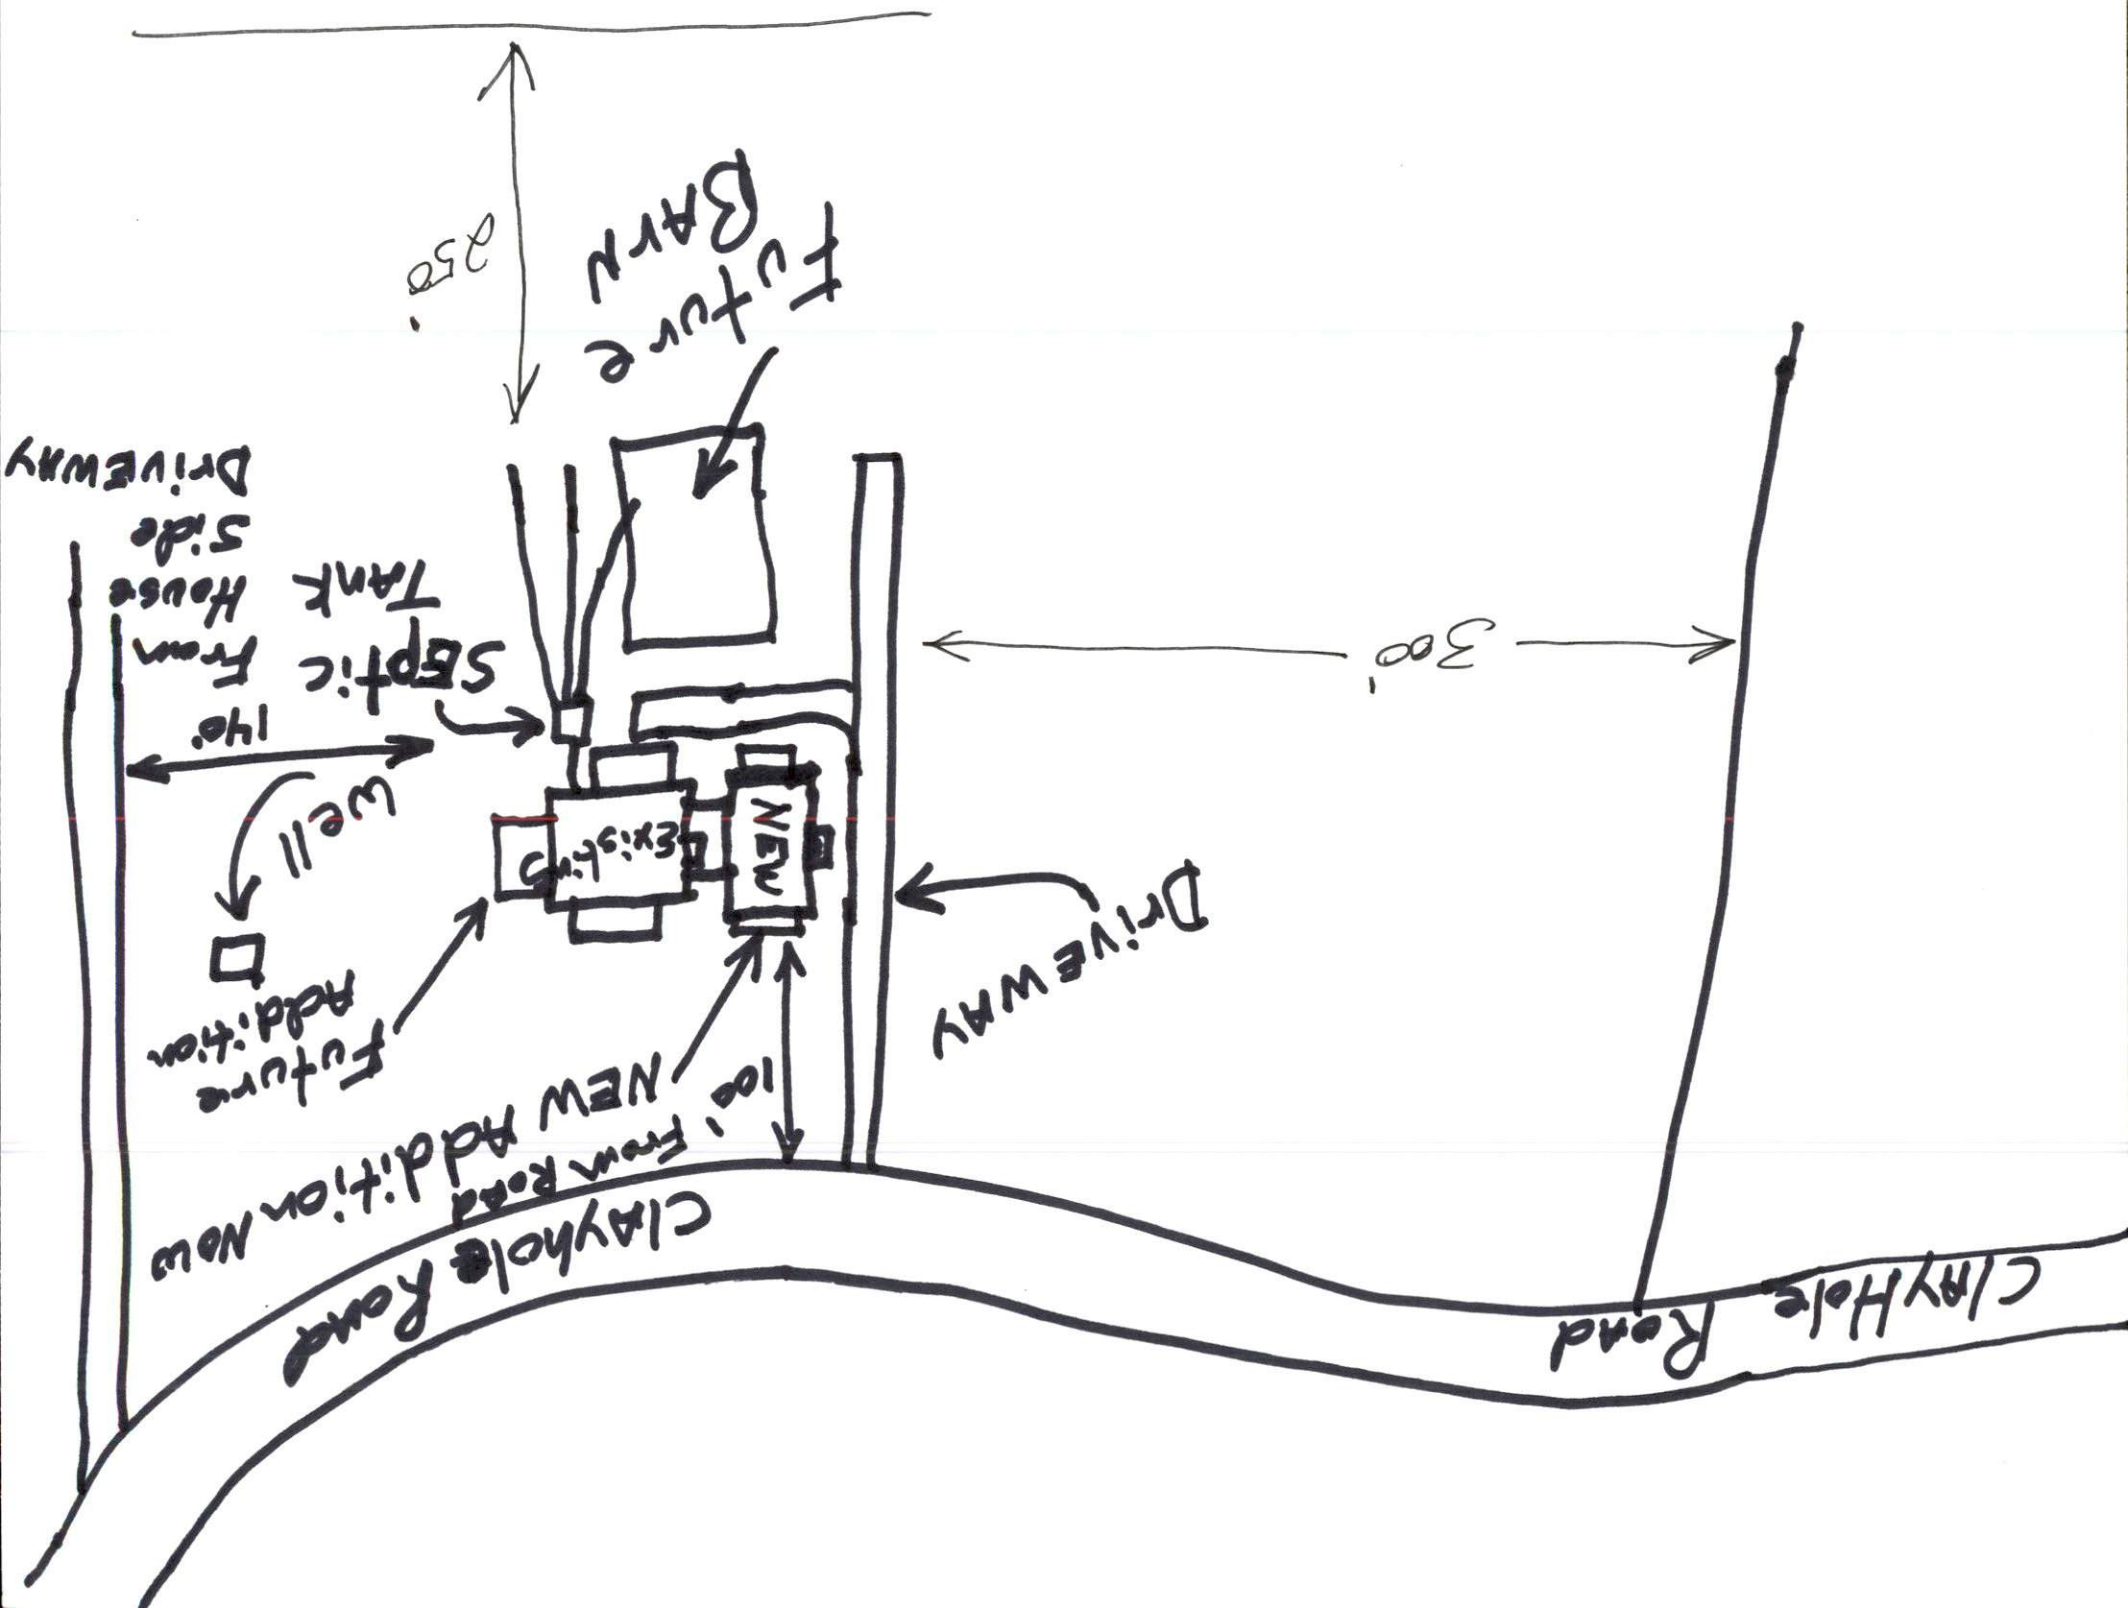 ClAyHole
Road
Clayhole Road
100' From Road
NEW Addition Now
Future
Addition
DrivEWAY
NEW
Existing
Well
140'
From
House
Side
DrivEWAY
SEptic
TANK
300'
Future
BArN
250'